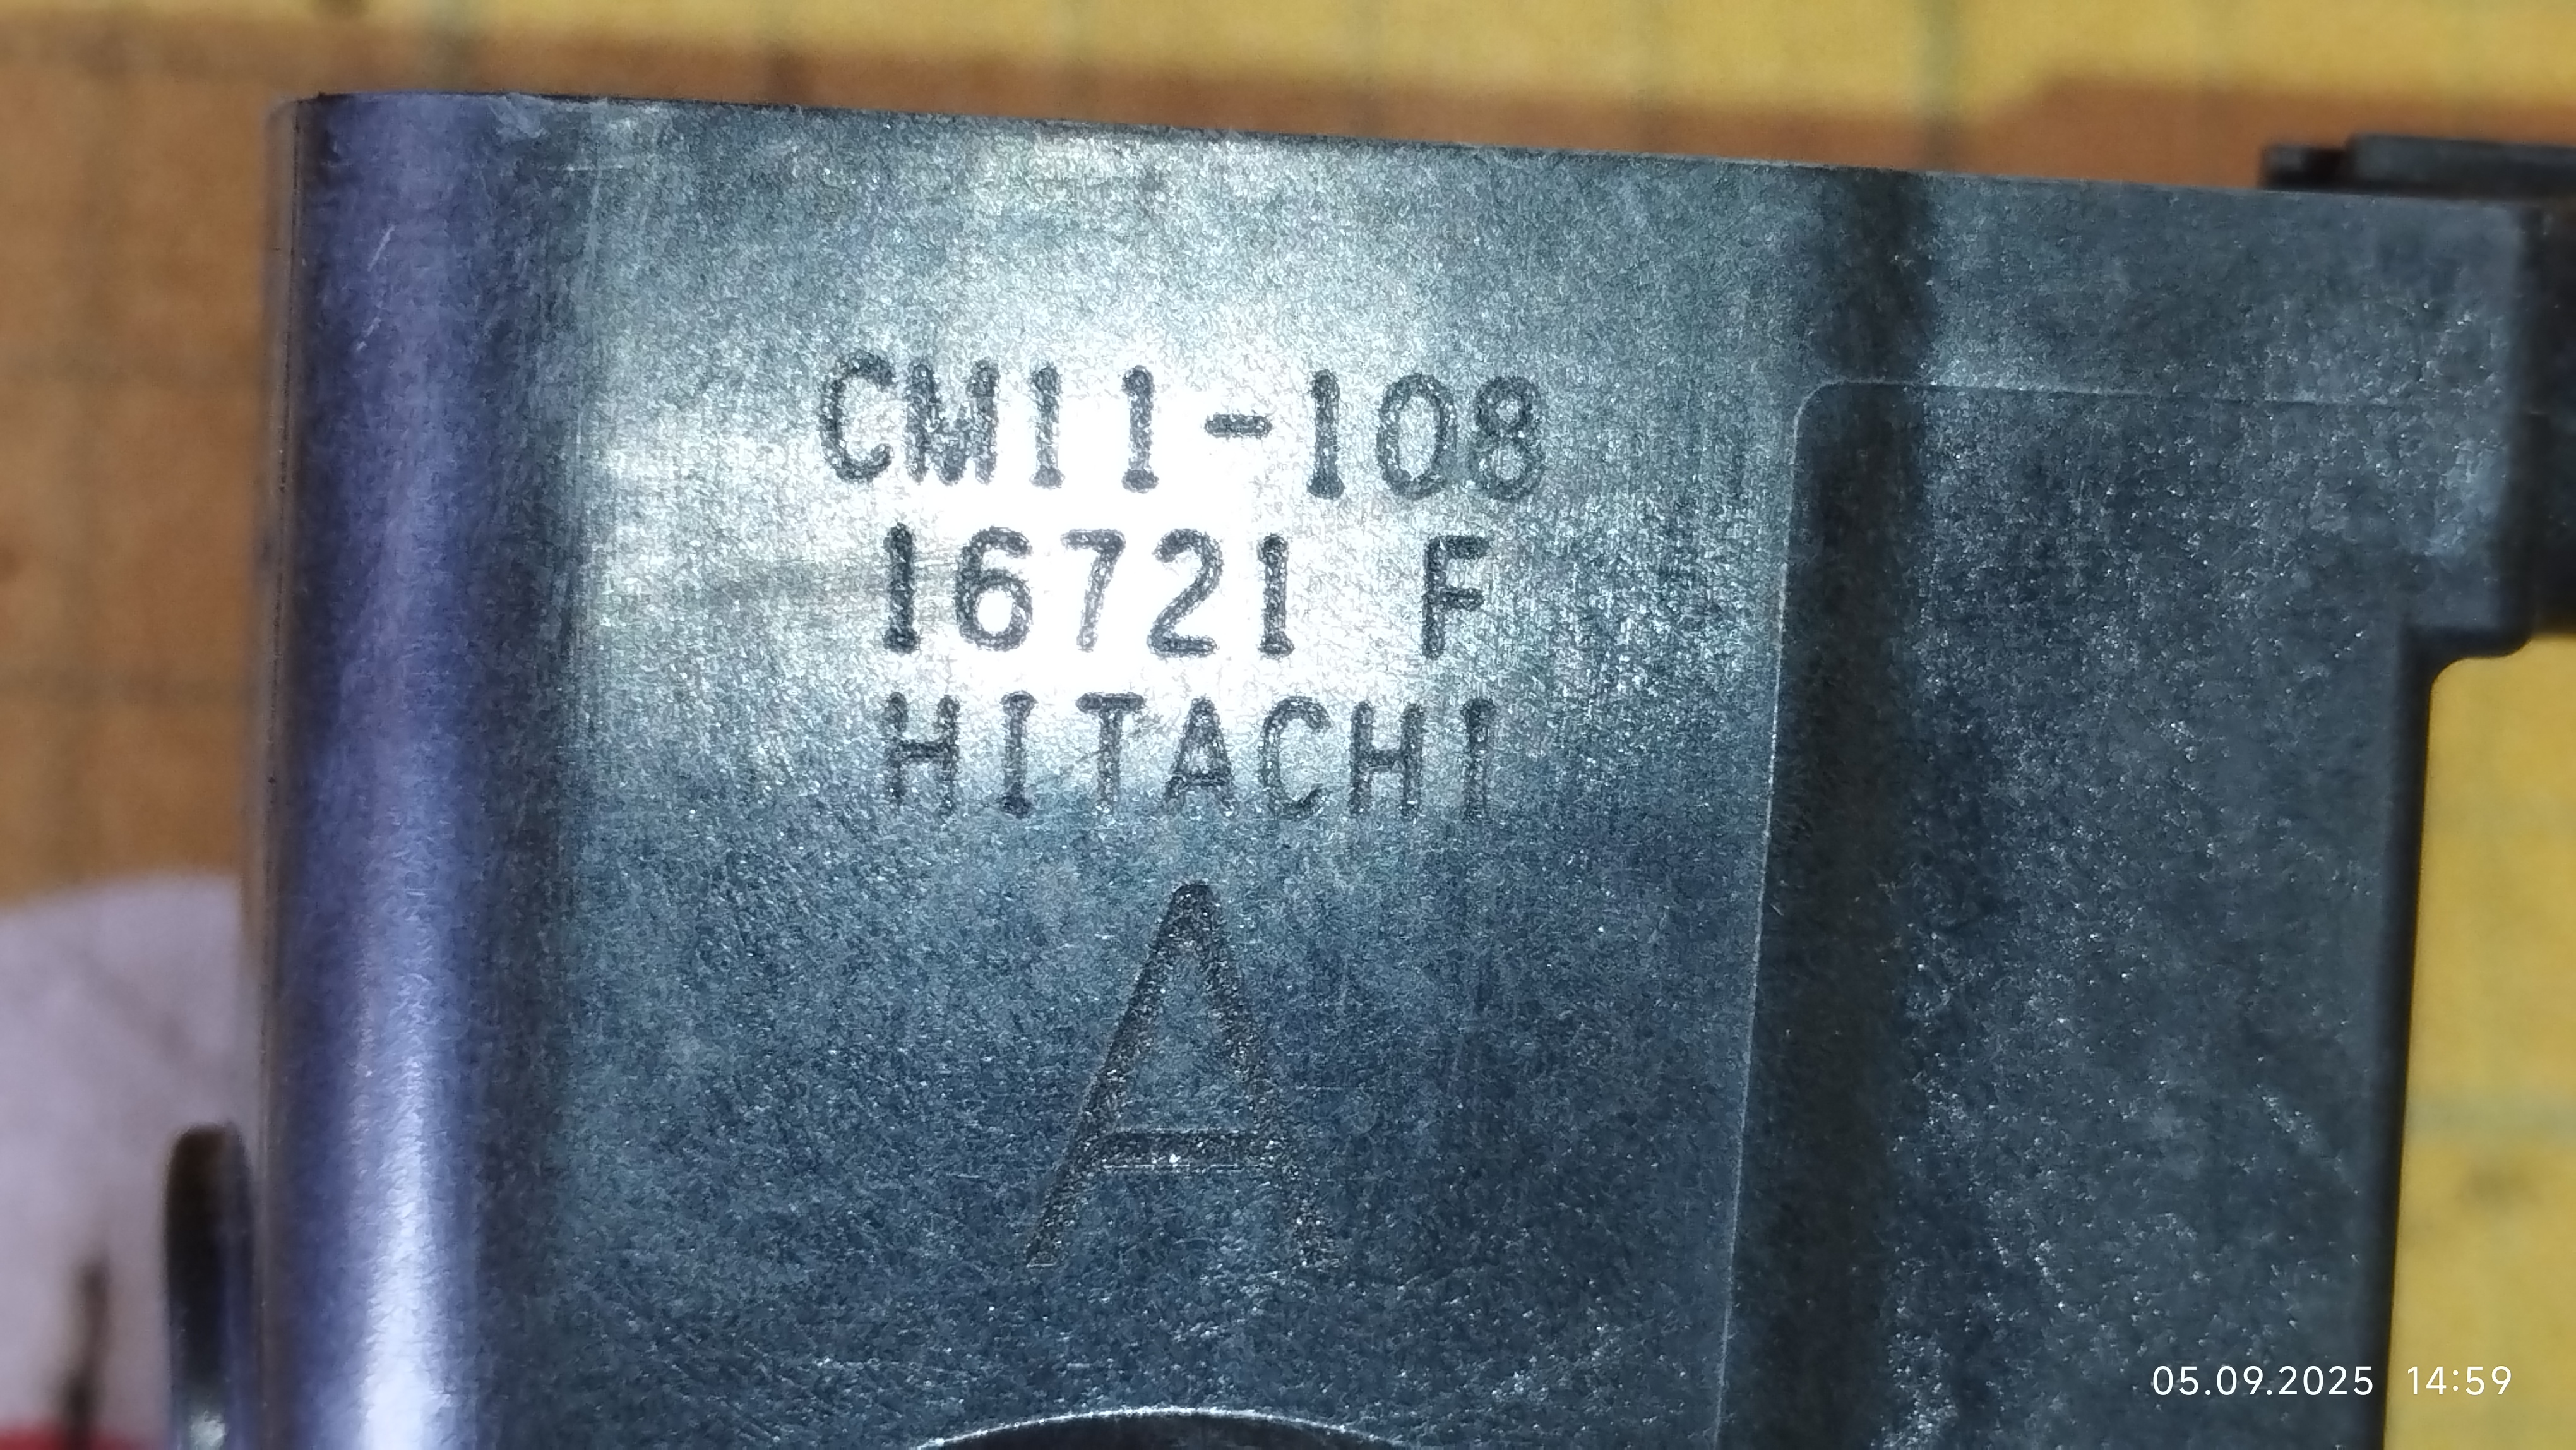 CM11-108
16721 F
HITACHI
A
05.09.2025 14:59